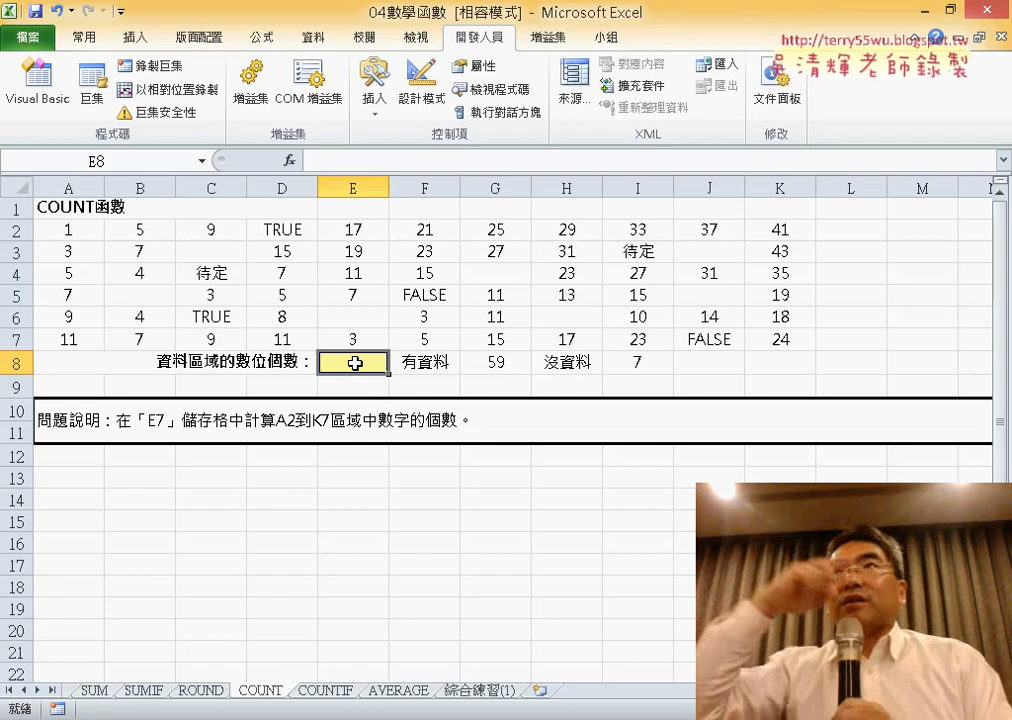 04數學函數 [相容模式] - Microsoft Excel
檔案 常用 插入 版面配置 公式 資料 校閱 檢視 開發人員 增益集 小組
http://terry55wu.blogspot.tw
吳清輝老師錄製
Visual Basic 巨集 錄製巨集 以相對位置錄製 巨集安全性 增益集 COM 增益集 插入 設計模式 屬性 檢視程式碼 執行對話方塊 來源... 對應內容 擴充套件 重新整理資料 匯入 匯出 文件面板
程式碼 增益集 控制項 XML 修改
E8 fx
A B C D E F G H I J K L M
1 COUNT函數
2 1 5 9 TRUE 17 21 25 29 33 37 41
3 3 7 15 19 23 27 31 待定 43
4 5 4 待定 7 11 15 23 27 31 35
5 7 3 5 7 FALSE 11 13 15 19
6 9 4 TRUE 8 3 11 10 14 18
7 11 7 9 11 3 5 15 17 23 FALSE 24
8 資料區域的數位個數： 有資料 59 沒資料 7
9
10
問題說明：在「E7」儲存格中計算A2到K7區域中數字的個數。
11
12
13
14
15
16
17
18
19
20
21
22
SUM SUMIF ROUND COUNT COUNTIF AVERAGE 綜合練習(1)
就緒